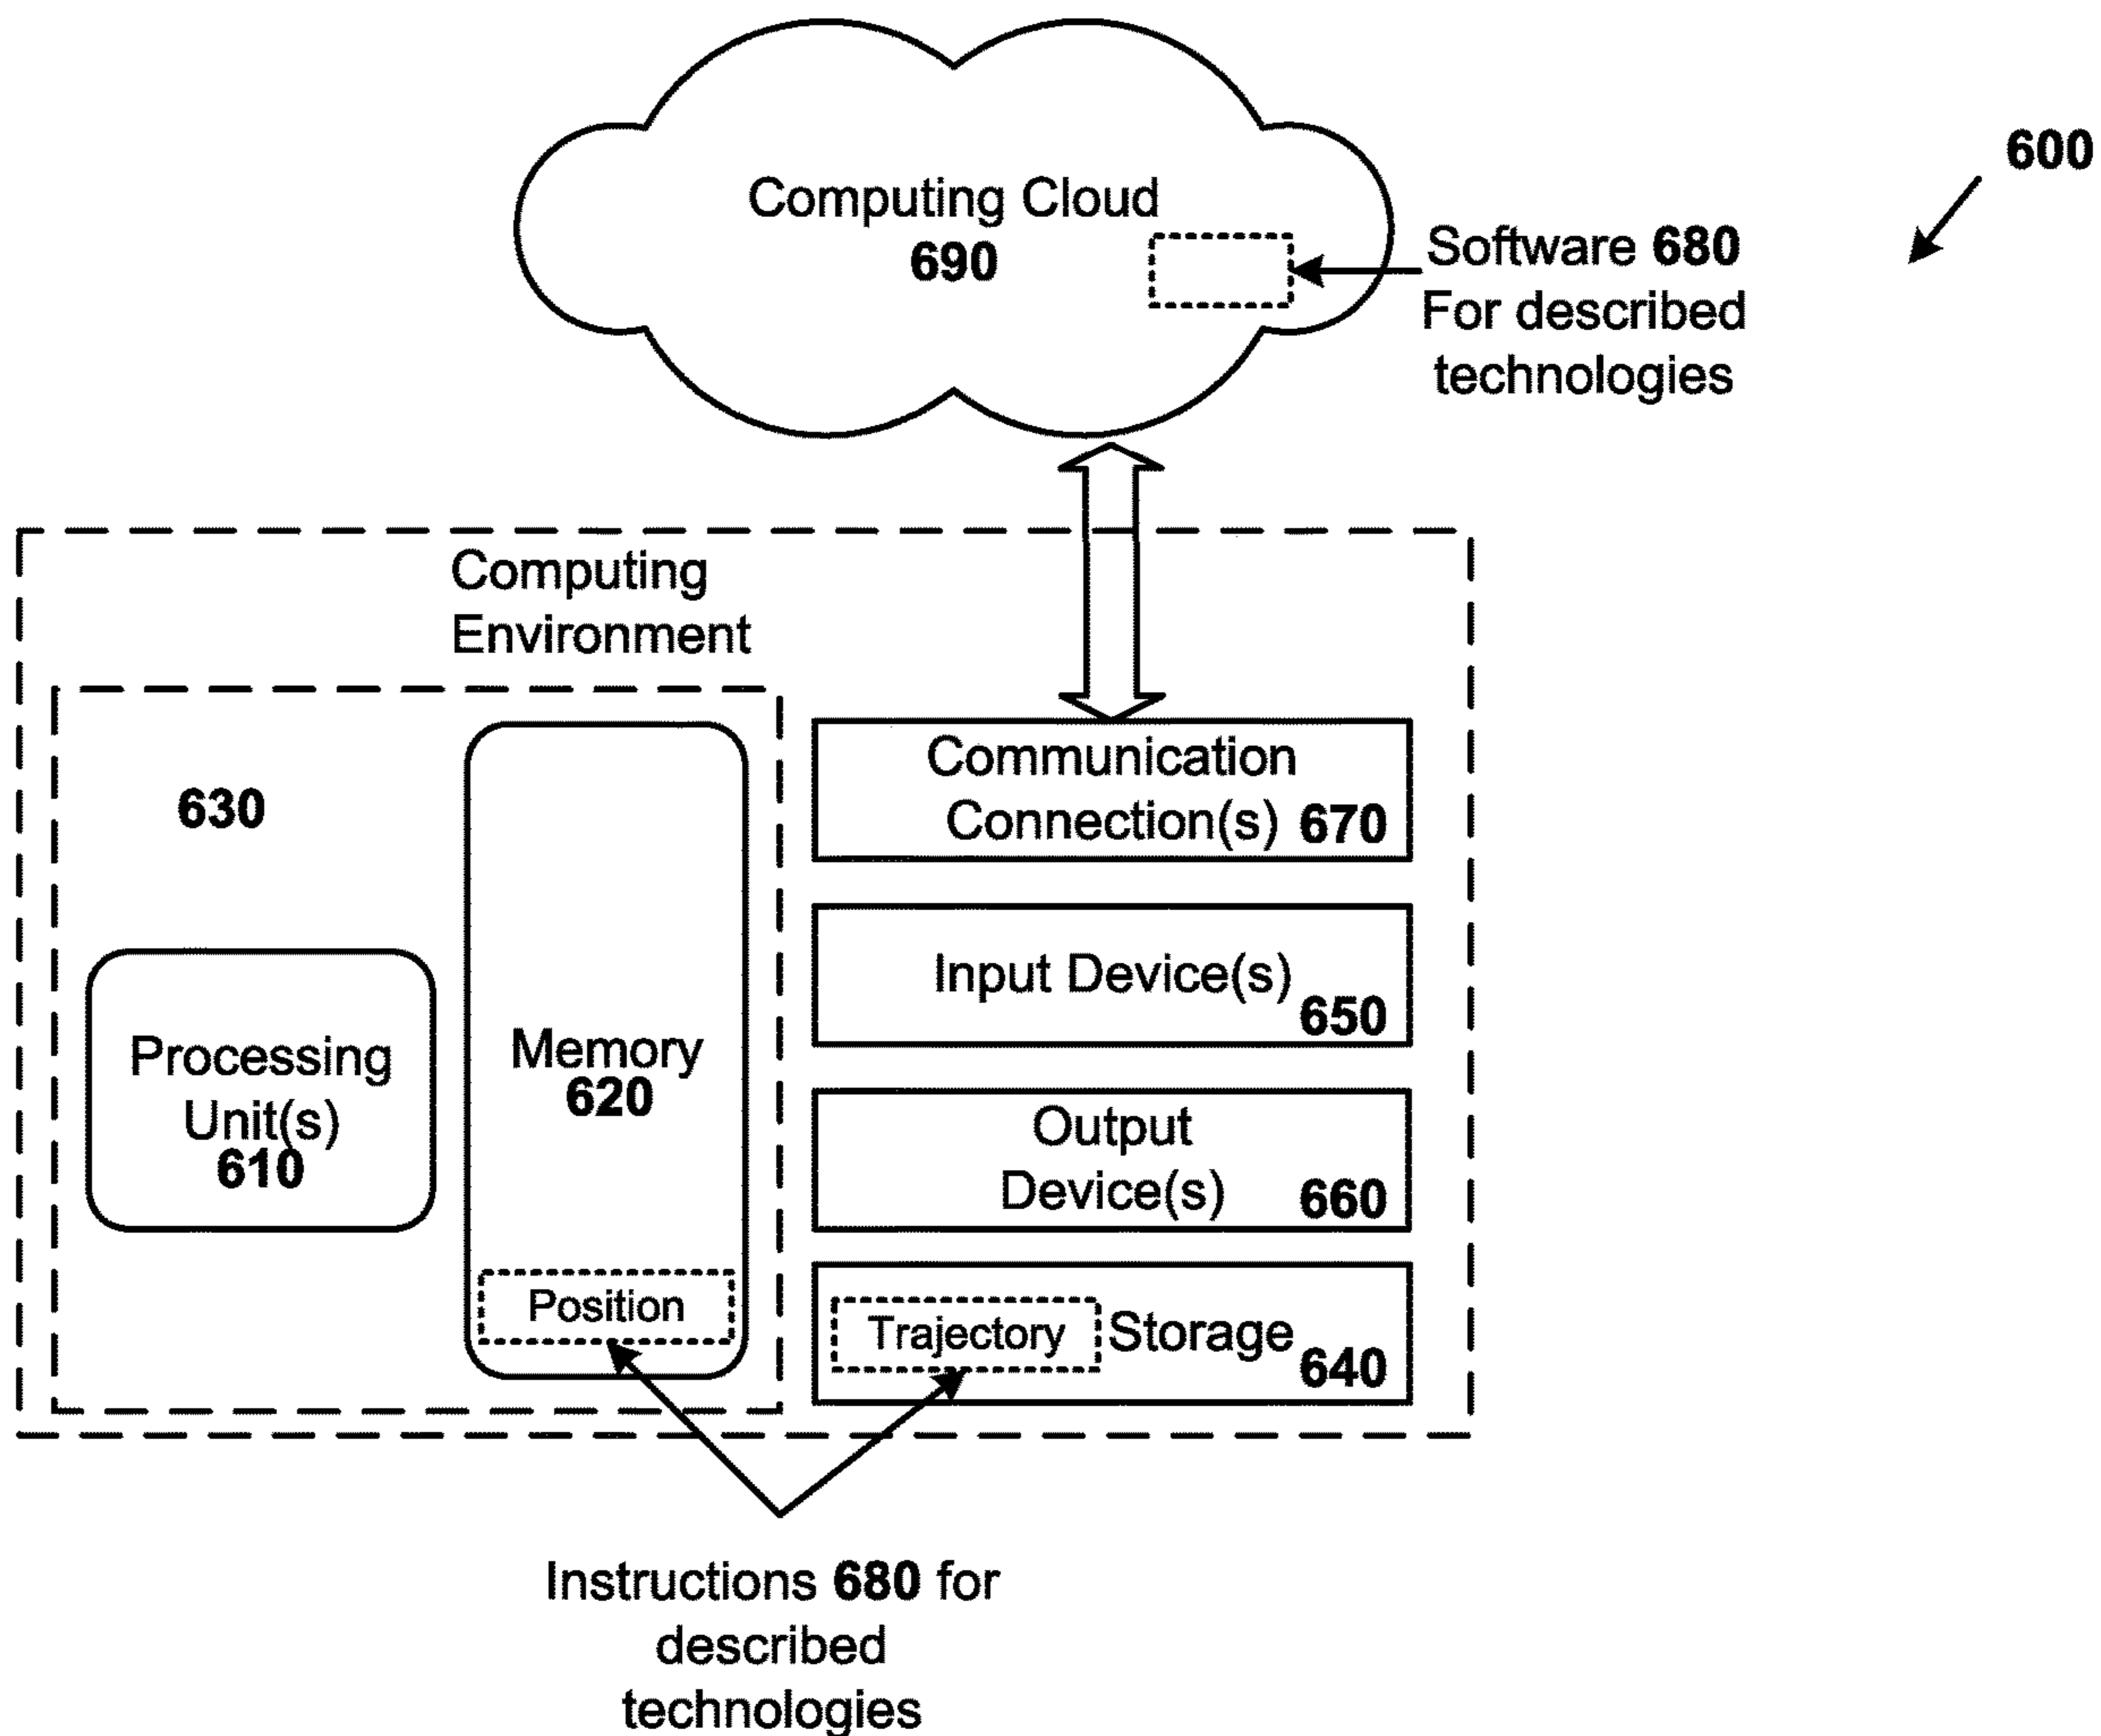 Computing Cloud
690
600
Software 680
For described
technologies
Computing
Environment
630
Processing
Unit(s)
610
Memory
620
Position
Communication
Connection(s) 670
Input Device(s)
650
Output
Device(s) 660
Trajectory Storage
640
Instructions 680 for
described
technologies